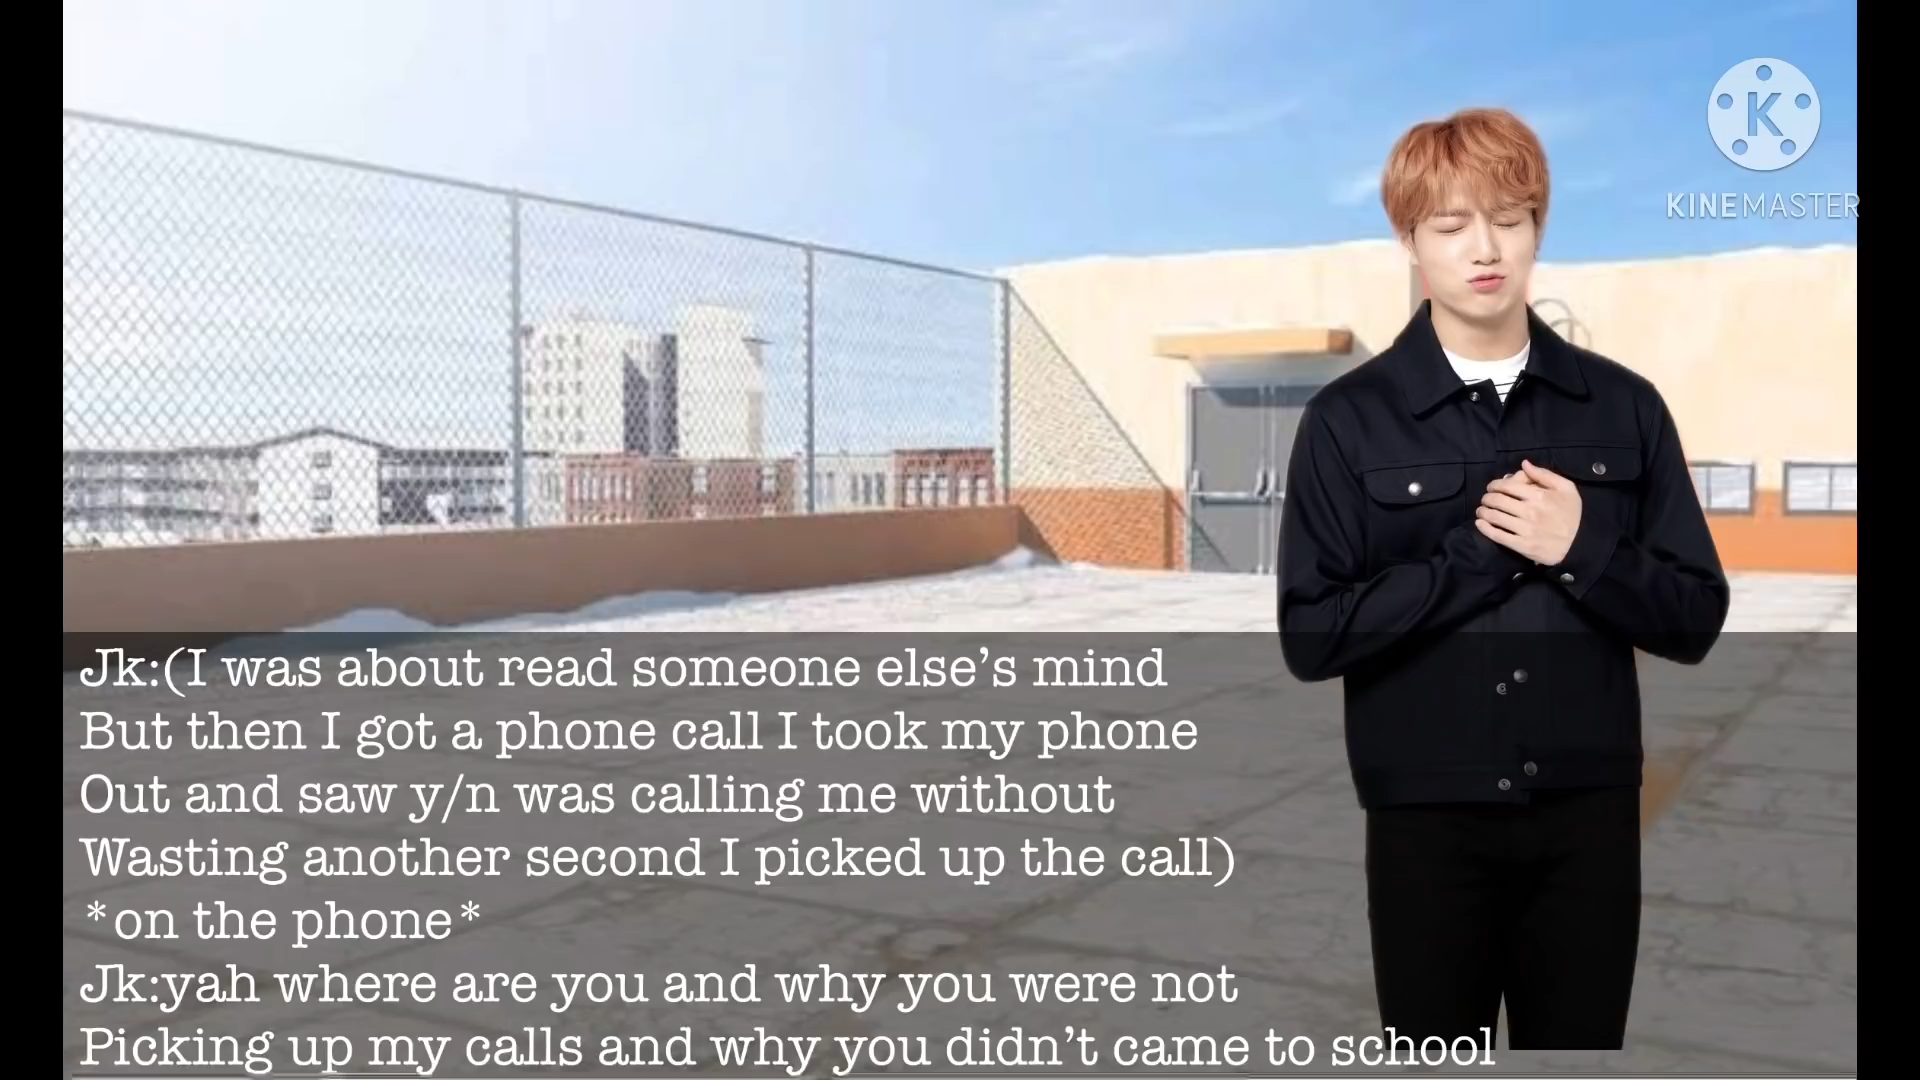 K
KINEMASTER
Jk:(I was about read someone else's mind
But then I got a phone call I took my phone
Out and saw y/n was calling me without
Wasting another second I picked up the call)
*on the phone*
Jk:yah where are you and why you were not
Picking up my calls and why you didn't came to school